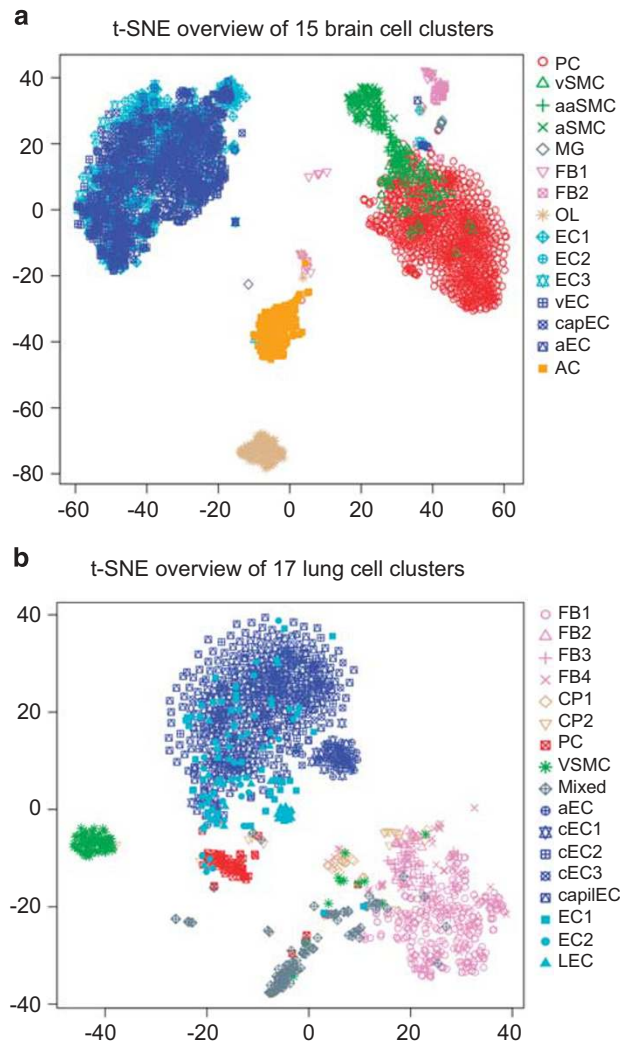 a
t-SNE overview of 15 brain cell clusters
40
20
0
-20
-40
-60
-80
-60 -40 -20 0 20 40 60
PC
vSMC
aaSMC
aSMC
MG
FB1
FB2
OL
EC1
EC2
EC3
vEC
capEC
aEC
AC
b
t-SNE overview of 17 lung cell clusters
40
20
0
-20
-40
-40 -20 0 20 40
FB1
FB2
FB3
FB4
CP1
CP2
PC
VSMC
Mixed
aEC
cEC1
cEC2
cEC3
capilEC
EC1
EC2
LEC